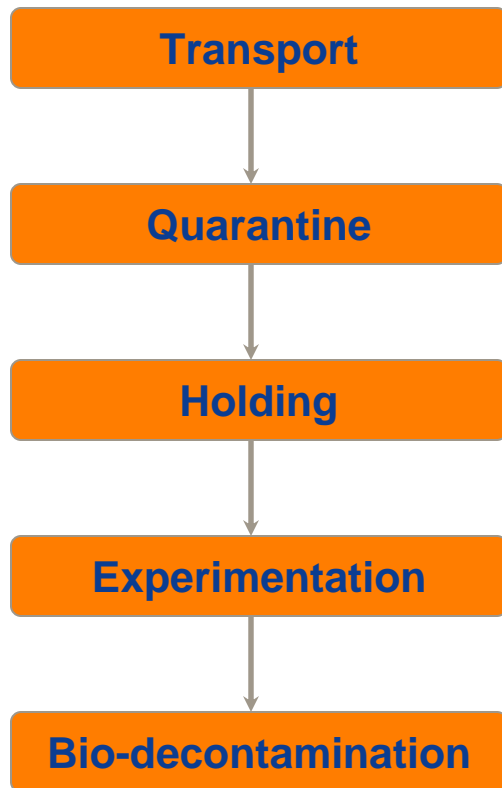 Transport
Quarantine
Holding
Experimentation
Bio-decontamination